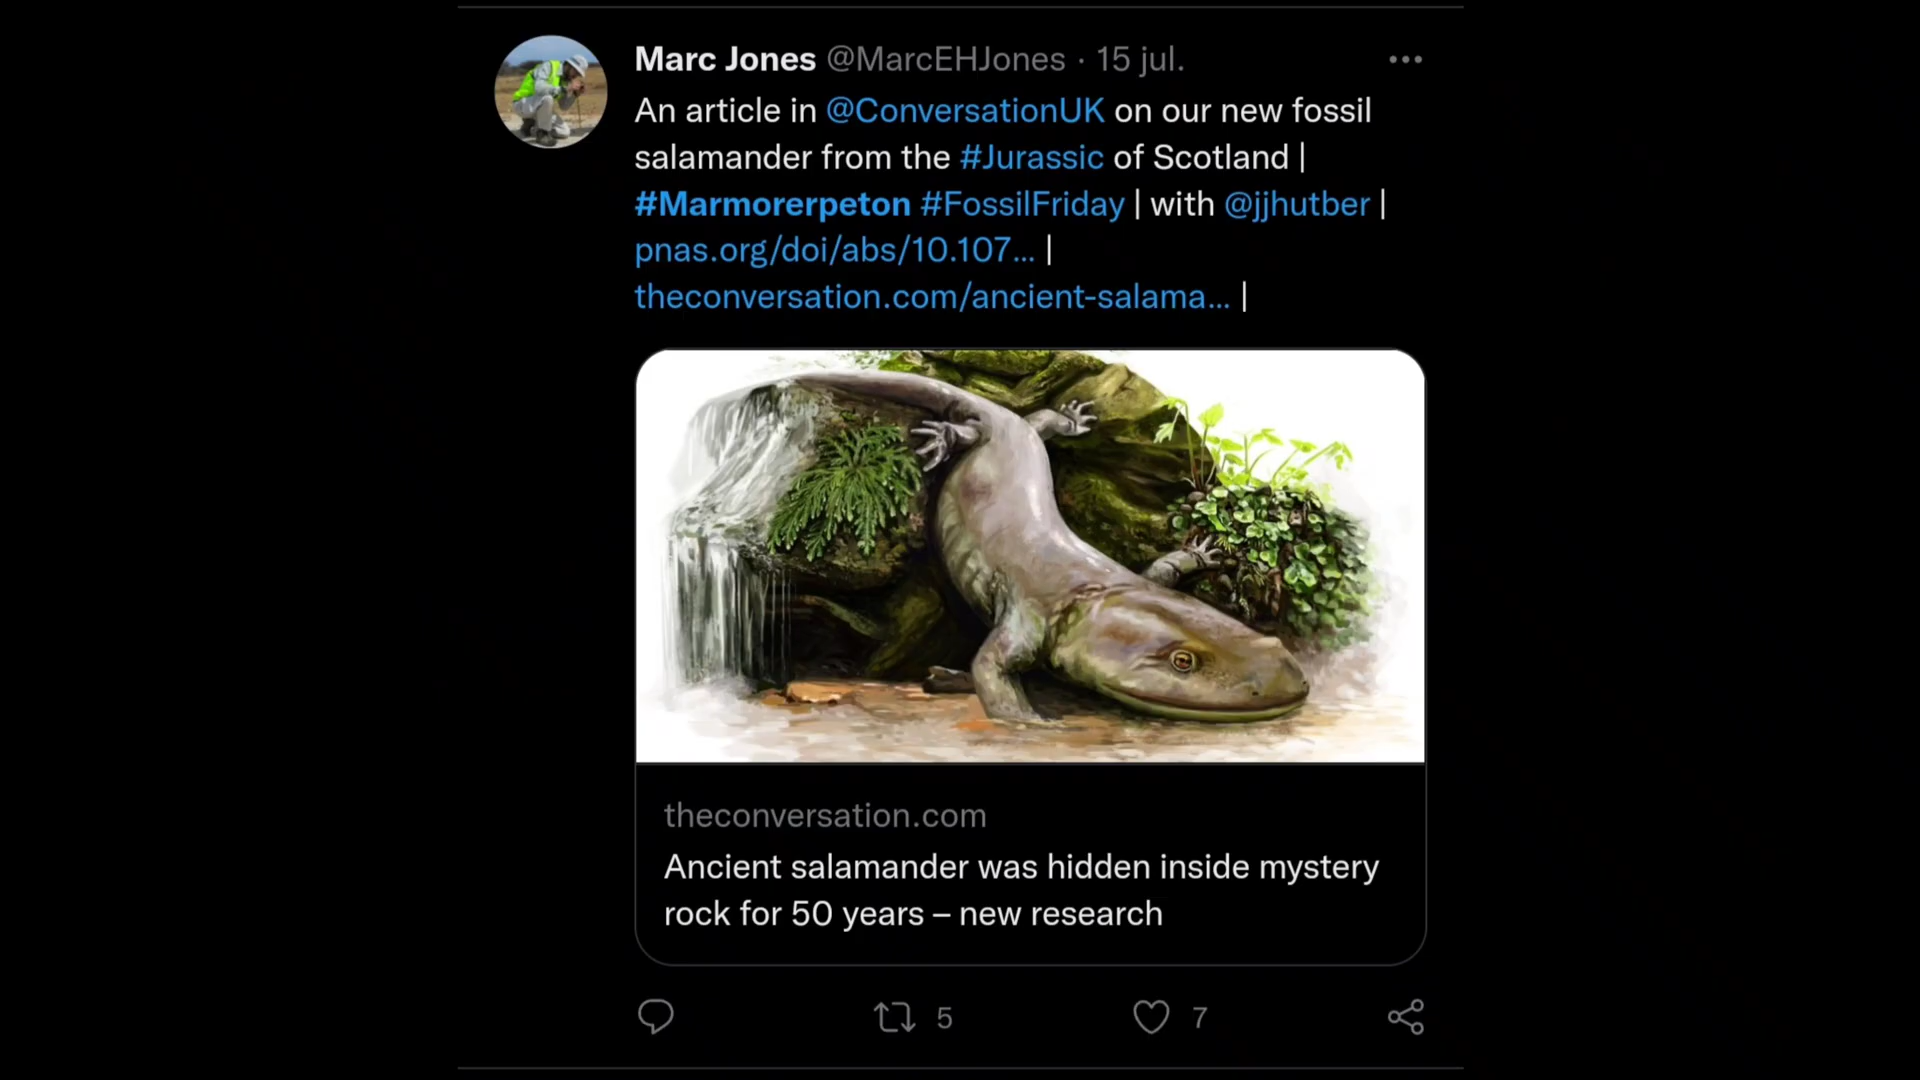 Marc Jones @MarcEHJones · 15 jul.
An article in @ConversationUK on our new fossil
salamander from the #Jurassic of Scotland |
#Marmorerpeton #FossilFriday | with @jjhutber |
pnas.org/doi/abs/10.107... |
theconversation.com/ancient-salama... |
theconversation.com
Ancient salamander was hidden inside mystery
rock for 50 years – new research
5 7